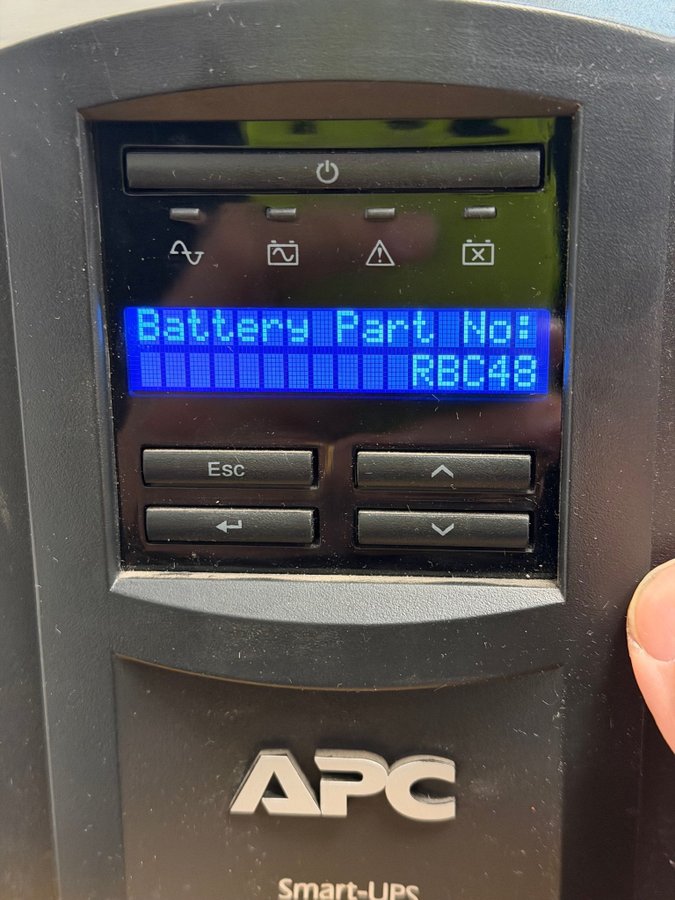 Battery Part No:
RBC48
Esc
APC
Smart-UPS